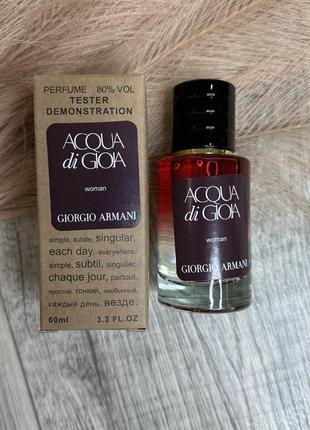 PERFUME 80% VOL
TESTER
DEMONSTRATION
ACQUA
di GIOIA
woman
GIORGIO ARMANI
simple, subtle, singular,
each day, everywhere.
simple, subtil, singulier,
chaque jour, partout.
простой, тонкий, необычный,
каждый день, везде.
60ml 3.3 FL.OZ
ACQUA
di GIOIA
woman
GIORGIO ARMANI